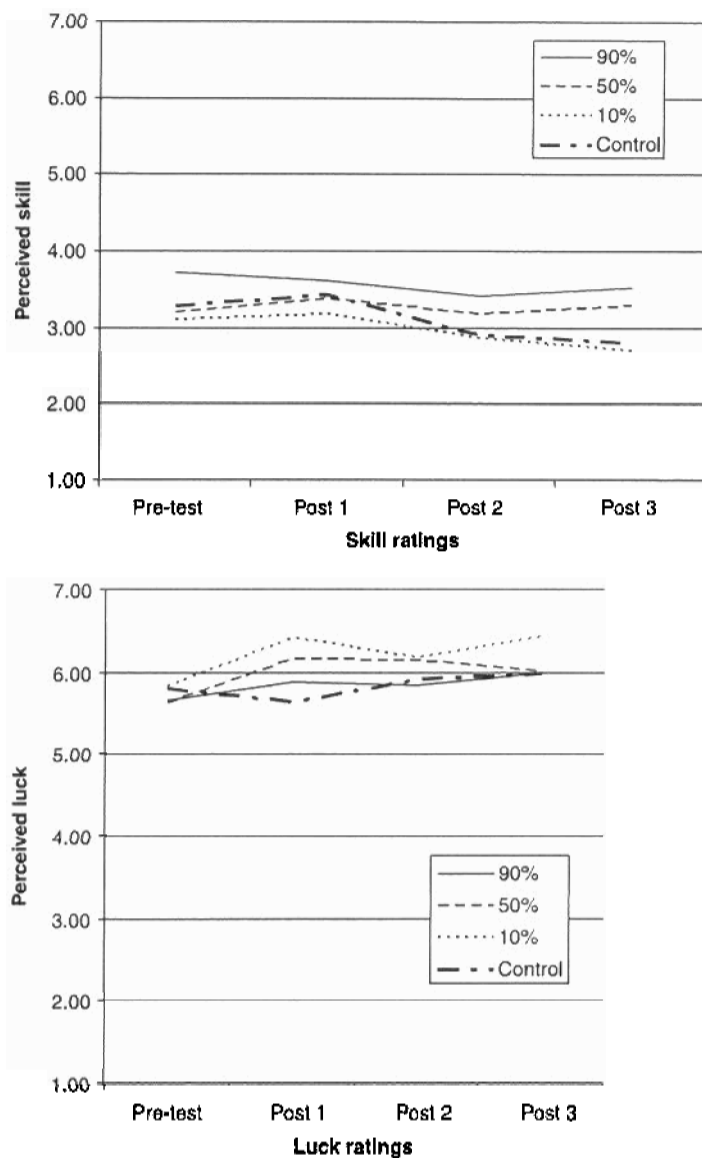 7.00
6.00
5.00
4.00
3.00
2.00
1.00
Perceived skill
90%
50%
10%
Control
Pre-test Post 1 Post 2 Post 3
Skill ratings
7.00
6.00
5.00
4.00
3.00
2.00
1.00
Perceived luck
90%
50%
10%
Control
Pre-test Post 1 Post 2 Post 3
Luck ratings